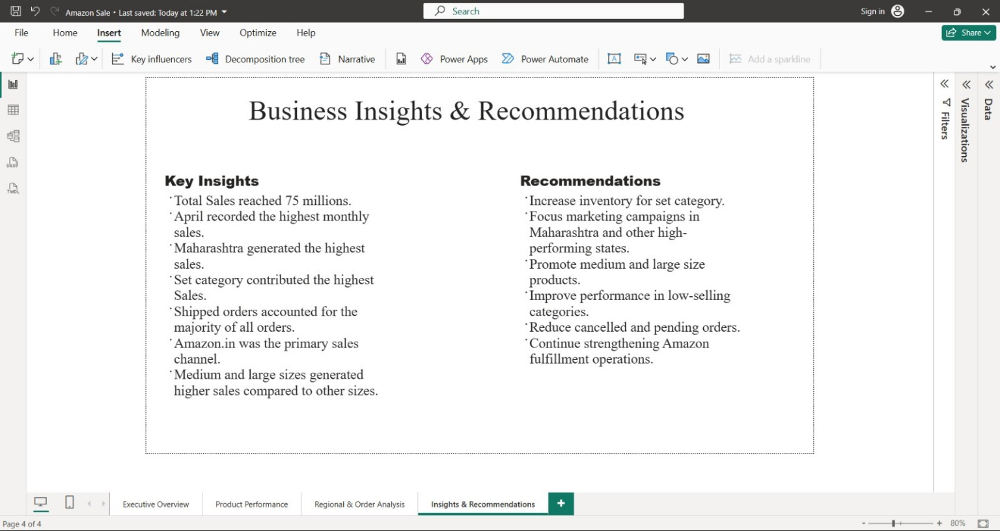 Amazon Sale • Last saved: Today at 1:22 PM
Search
Sign in
File Home Insert Modeling View Optimize Help
Share
Key influencers Decomposition tree Narrative Power Apps Power Automate Add a sparkline
Business Insights & Recommendations
Key Insights
Total Sales reached 75 millions.
April recorded the highest monthly
sales.
Maharashtra generated the highest
sales.
Set category contributed the highest
Sales.
Shipped orders accounted for the
majority of all orders.
Amazon.in was the primary sales
channel.
Medium and large sizes generated
higher sales compared to other sizes.
Recommendations
Increase inventory for set category.
Focus marketing campaigns in
Maharashtra and other high-
performing states.
Promote medium and large size
products.
Improve performance in low-selling
categories.
Reduce cancelled and pending orders.
Continue strengthening Amazon
fulfillment operations.
Filters
Visualizations
Data
DAX
TMDL
Executive Overview Product Performance Regional & Order Analysis Insights & Recommendations +
Page 4 of 4
- + 80%